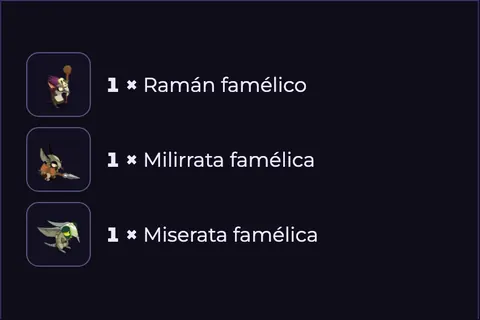 1 × Ramán famélico
1 × Milirrata famélica
1 × Miserata famélica